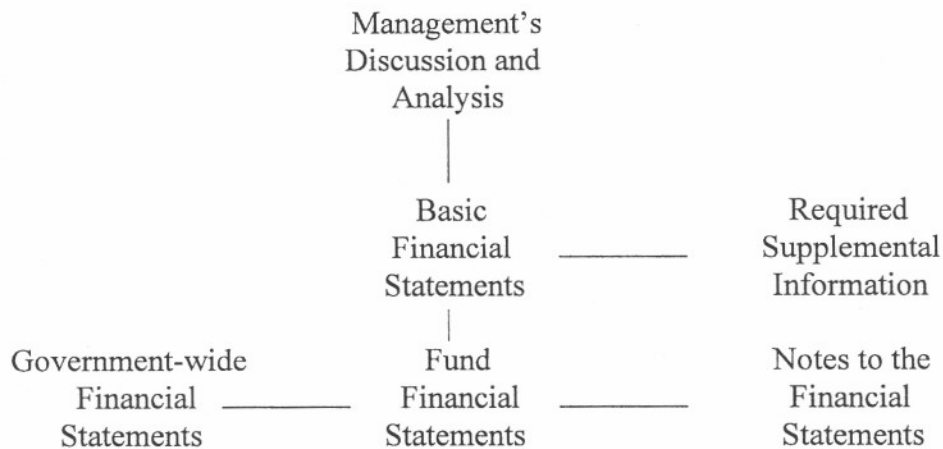 Management's
Discussion and
Analysis
Basic
Financial
Statements
Required
Supplemental
Information
Government-wide
Financial
Statements
Fund
Financial
Statements
Notes to the
Financial
Statements